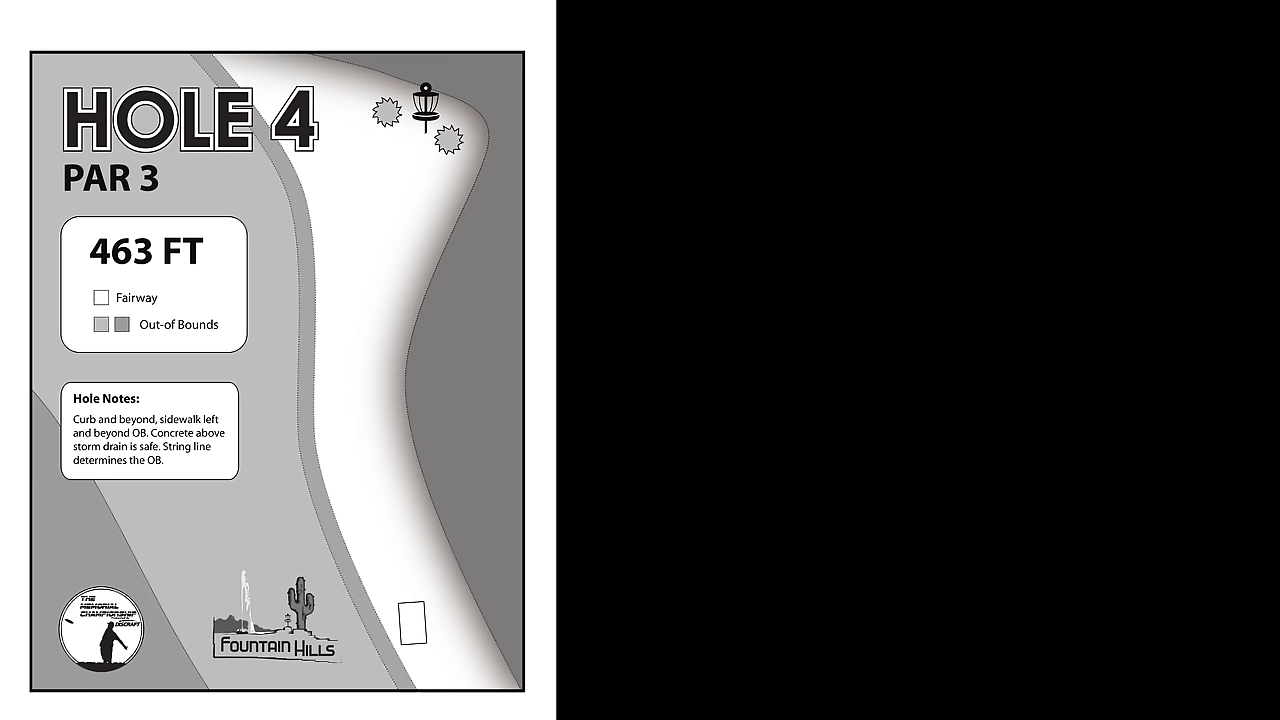 HOLE 4
PAR 3
463 FT
Fairway
Out-of Bounds
Hole Notes:
Curb and beyond, sidewalk left
and beyond OB. Concrete above
storm drain is safe. String line
determines the OB.
THE
MEMORIAL
CHAMPIONSHIP
DISCRAFT
FOUNTAIN HILLS